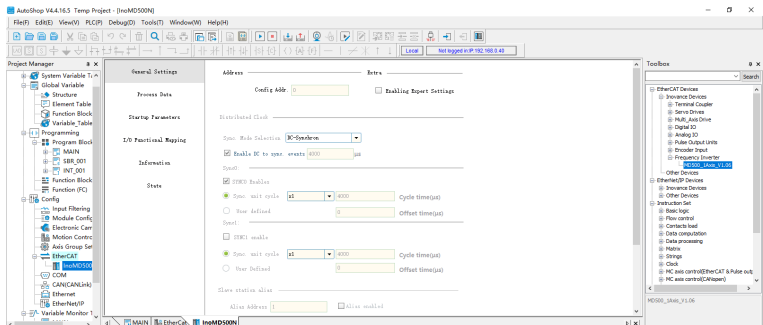 AutoShop V4.4.16.5 Temp Project - [InoMD500N]
File(F) Edit(E) View(V) PLC(P) Debug(D) Tools(T) Window(W) Help(H)
Local
Not logged in:IP:192.168.0.40
Project Manager
System Variable Ta
Global Variable
Structure
Element Table
Function Block
Variable_Table
Programming
Program Block
MAIN
SBR_001
INT_001
Function Block
Function (FC)
Config
Input Filtering
Module Config
Electronic Cam
Motion Contro
Axis Group Set
EtherCAT
InoMD500
COM
CAN(CANLink)
Ethernet
EtherNet/IP
Variable Monitor T
General Settings
Process Data
Startup Parameters
I/O Functional Mapping
Information
State
Address
Extra
Config Addr. 0
Enabling Expert Settings
Distributed Clock
Sync. Mode Selection DC-Synchron
Enable DC to sync. events 4000 μs
Sync0
SYNC0 Enables
Sync. unit cycle x1 4000 Cycle time(μs)
User defined 0 Offset time(μs)
Sync1
SYNC1 enable
Sync. unit cycle x1 4000 Cycle time(μs)
User Defined 0 Offset time(μs)
Slave station alias
Alias Address 1 Alias enabled
MAIN
EtherCat
InoMD500N
Toolbox
Search
EtherCAT Devices
Inovance Devices
Terminal Coupler
Servo Drives
Multi_Axis Drive
Digital IO
Analog IO
Pulse Output Units
Encoder Input
Frequency Inverter
MD500_1Axis_V1.06
Other Devices
EtherNet/IP Devices
Inovance Devices
Other Devices
Instruction Set
Basic logic
Flow control
Contacts load
Data computation
Data processing
Matrix
Strings
Clock
MC axis control(EtherCAT & Pulse outp
MC axis control(CANopen)
MD500_1Axis_V1.06